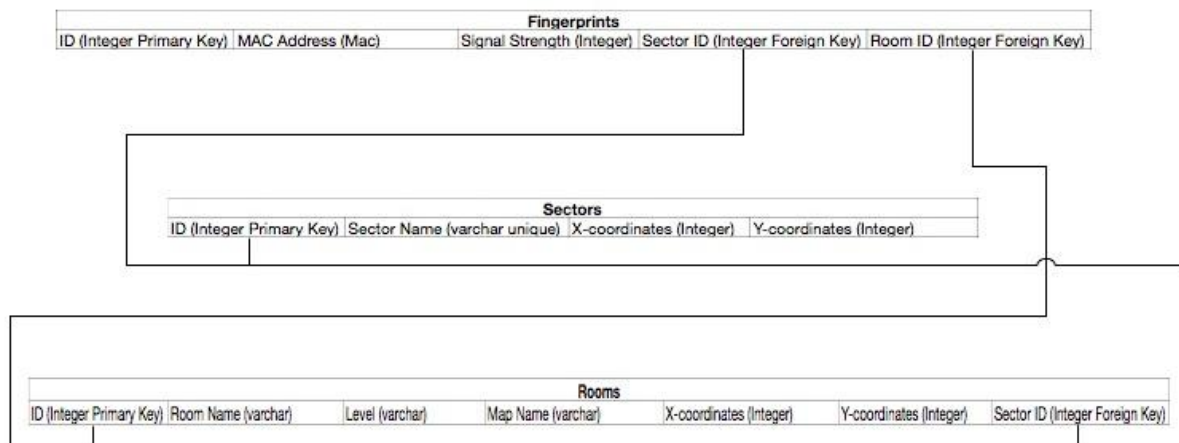 Fingerprints
ID (Integer Primary Key) MAC Address (Mac) Signal Strength (Integer) Sector ID (Integer Foreign Key) Room ID (Integer Foreign Key)
Sectors
ID (Integer Primary Key) Sector Name (varchar unique) X-coordinates (Integer) Y-coordinates (Integer)
Rooms
ID (Integer Primary Key) Room Name (varchar) Level (varchar) Map Name (varchar) X-coordinates (Integer) Y-coordinates (Integer) Sector ID (Integer Foreign Key)